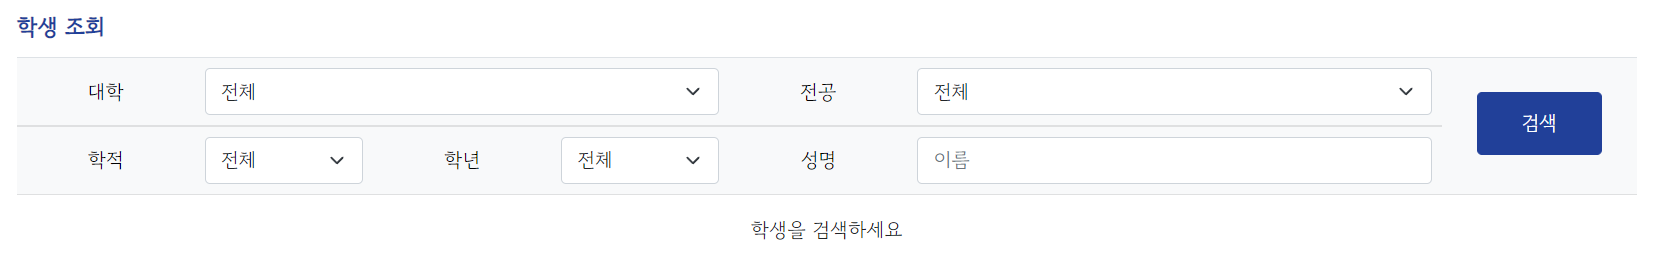 학생 조회
대학 전체 전공 전체
검색
학적 전체 학년 전체 성명 이름
학생을 검색하세요